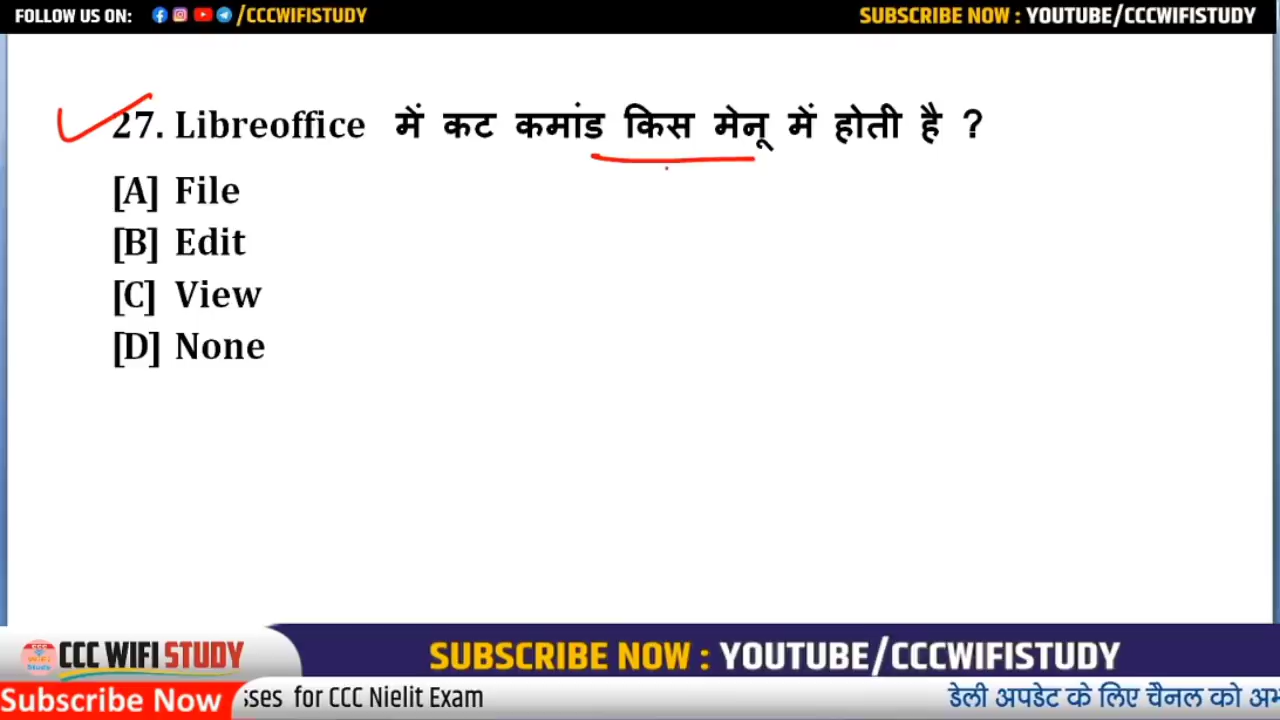 FOLLOW US ON: /CCCWIFISTUDY
SUBSCRIBE NOW : YOUTUBE/CCCWIFISTUDY
27. Libreoffice में कट कमांड किस मेनू में होती है ?
[A] File
[B] Edit
[C] View
[D] None
CCC WIFI STUDY
SUBSCRIBE NOW : YOUTUBE/CCCWIFISTUDY
Subscribe Now
for CCC Nielit Exam
डेली अपडेट के लिए चैनल को